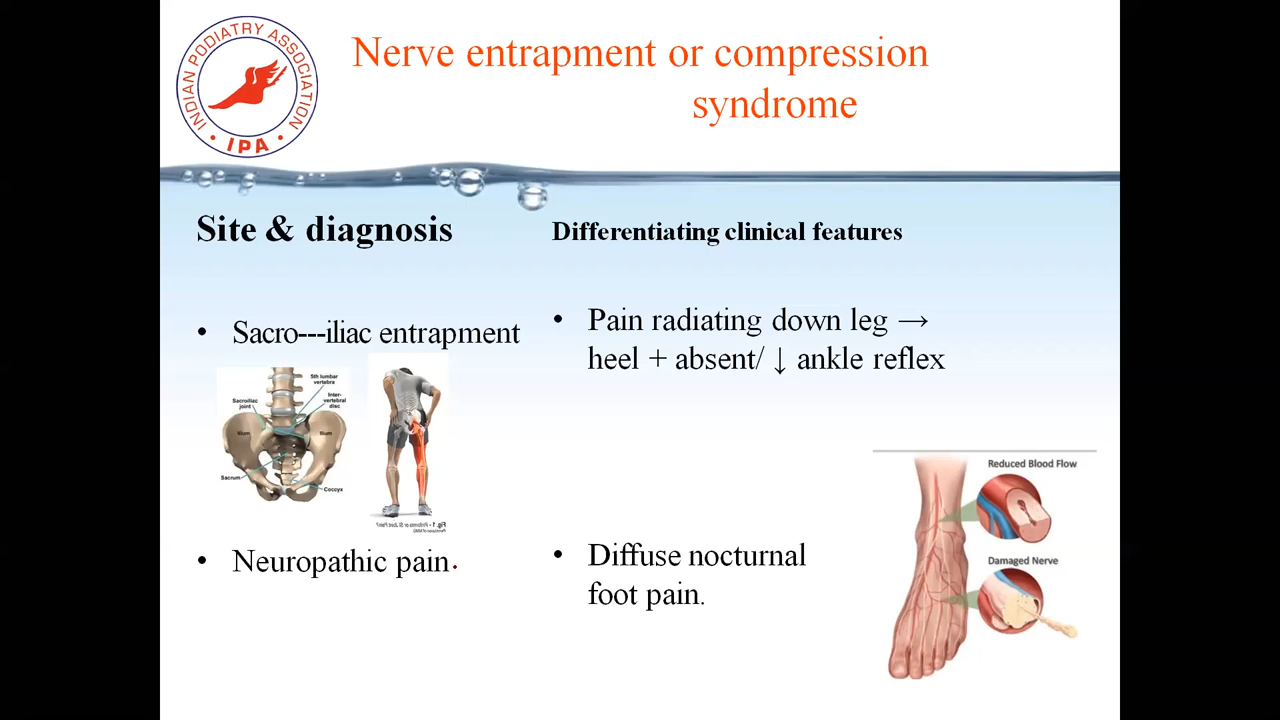 INDIAN PODIATRY ASSOCIATION
• IPA •
Nerve entrapment or compression
syndrome
Site & diagnosis
Differentiating clinical features
• Sacro---iliac entrapment
• Pain radiating down leg →
heel + absent/ ↓ ankle reflex
5th lumbar
vertebra
Sacroiliac
joint
Inter-
vertebral
disc
Ilium
Ilium
Sacrum
Coccyx
Reduced Blood Flow
Damaged Nerve
• Neuropathic pain.
• Diffuse nocturnal
foot pain.